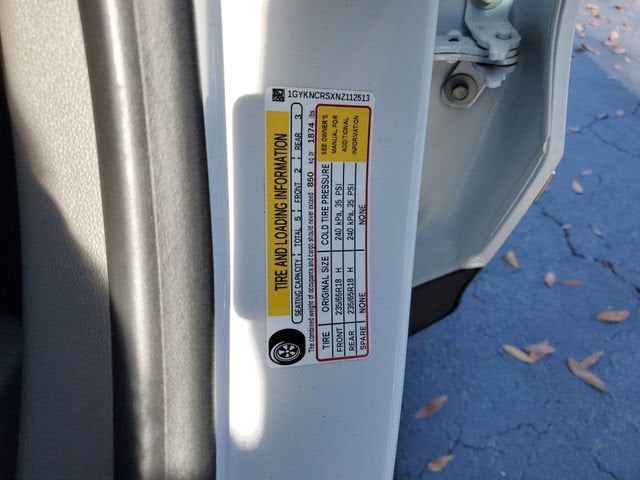 1GYKNCRSXNZ112513
TIRE AND LOADING INFORMATION
SEATING CAPACITY TOTAL 5 FRONT 2 REAR 3
The combined weight of occupants and cargo should never exceed 850 kg or 1874 lbs
TIRE ORIGINAL SIZE COLD TIRE PRESSURE
FRONT 235/65R18 H 240 kPa, 35 PSI
REAR 235/65R18 H 240 kPa, 35 PSI
SPARE NONE NONE
SEE OWNER'S
MANUAL FOR
ADDITIONAL
INFORMATION